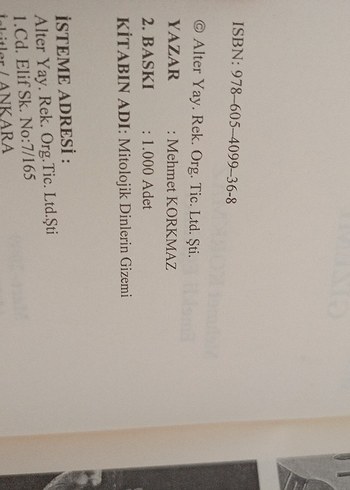 ISBN: 978–605–4099–36-8
© Alter Yay. Rek. Org. Tic. Ltd. Şti.
YAZAR : Mehmet KORKMAZ
2. BASKI : 1.000 Adet
KİTABIN ADI: Mitolojik Dinlerin Gizemi
İSTEME ADRESİ :
Alter Yay. Rek. Org.Tic. Ltd.Şti
1.Cd. Elif Sk. No:7/165
/ ANKARA